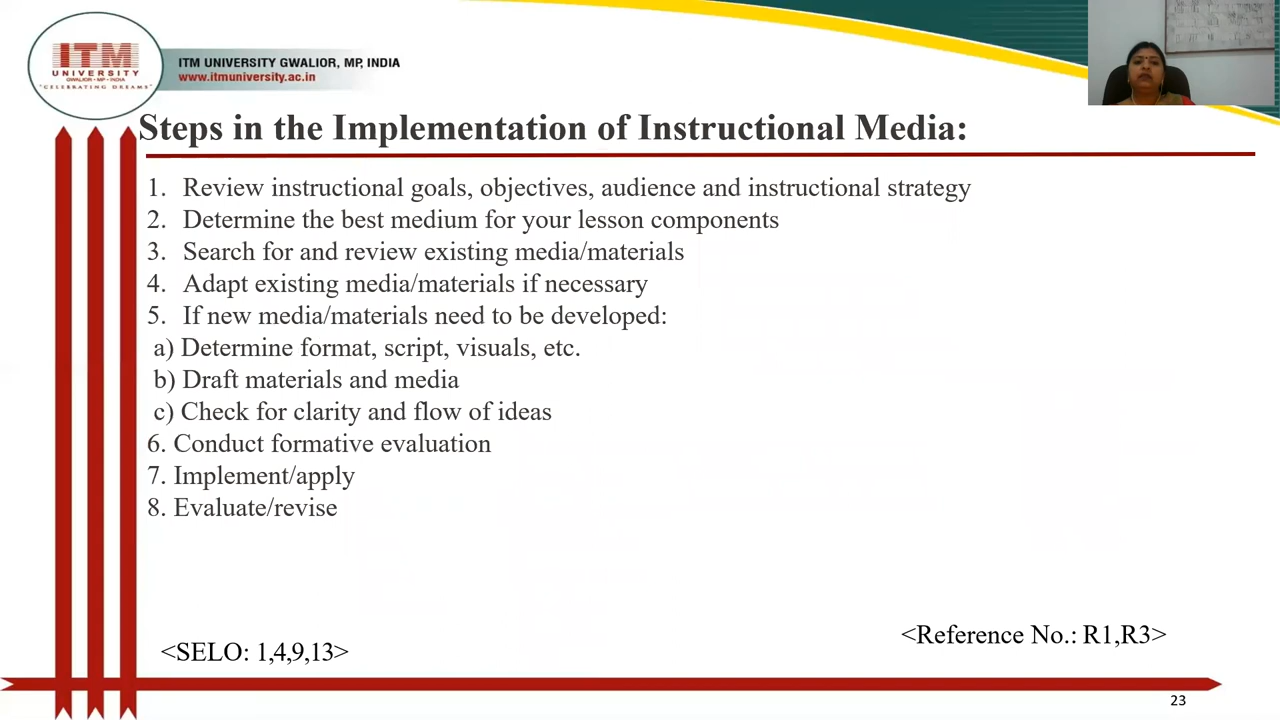 ITM
UNIVERSITY
GWALIOR • MP • INDIA
"CELEBRATING DREAMS"
ITM UNIVERSITY GWALIOR, MP, INDIA
www.itmuniversity.ac.in
Steps in the Implementation of Instructional Media:
1. Review instructional goals, objectives, audience and instructional strategy
2. Determine the best medium for your lesson components
3. Search for and review existing media/materials
4. Adapt existing media/materials if necessary
5. If new media/materials need to be developed:
a) Determine format, script, visuals, etc.
b) Draft materials and media
c) Check for clarity and flow of ideas
6. Conduct formative evaluation
7. Implement/apply
8. Evaluate/revise
<Reference No.: R1,R3>
<SELO: 1,4,9,13>
23